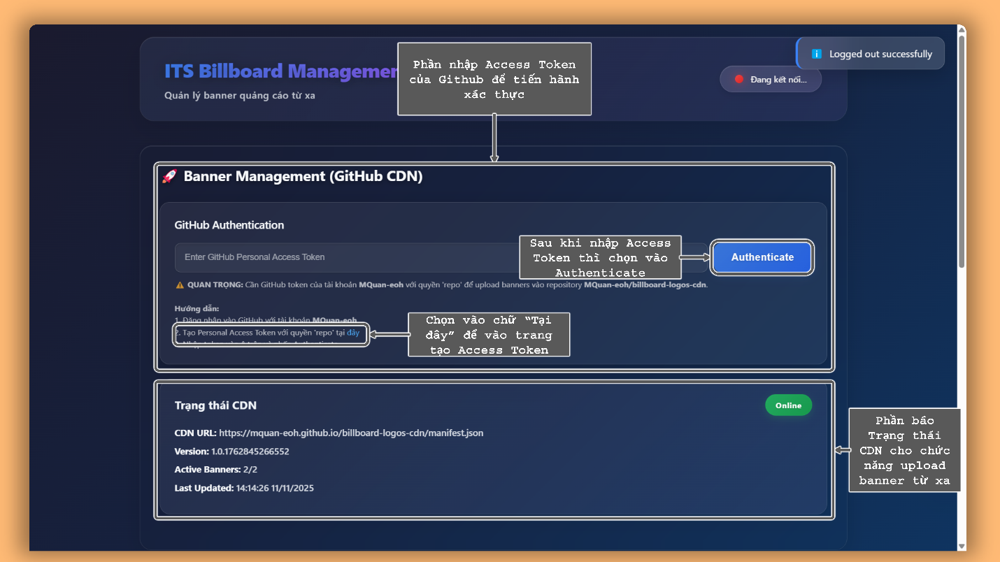 ITS Billboard Managemen
Quản lý banner quảng cáo từ xa
Phần nhập Access Token
của Github để tiến hành
xác thực
Logged out successfully
Đang kết nối...
🚀 Banner Management (GitHub CDN)
GitHub Authentication
Enter GitHub Personal Access Token
Sau khi nhập Access
Token thì chọn vào
Authenticate
Authenticate
⚠ QUAN TRỌNG: Cần GitHub token của tài khoản MQuan-eoh với quyền 'repo' để upload banners vào repository MQuan-eoh/billboard-logos-cdn.
Hướng dẫn:
1. Đăng nhập vào GitHub với tài khoản MQuan-eoh
2. Tạo Personal Access Token với quyền 'repo' tại đây
Chọn vào chữ “Tại
đây” để vào trang
tạo Access Token
Trạng thái CDN
Online
CDN URL: https://mquan-eoh.github.io/billboard-logos-cdn/manifest.json
Version: 1.0.1762845266552
Active Banners: 2/2
Last Updated: 14:14:26 11/11/2025
Phần báo
Trạng thái
CDN cho chức
năng upload
banner từ xa